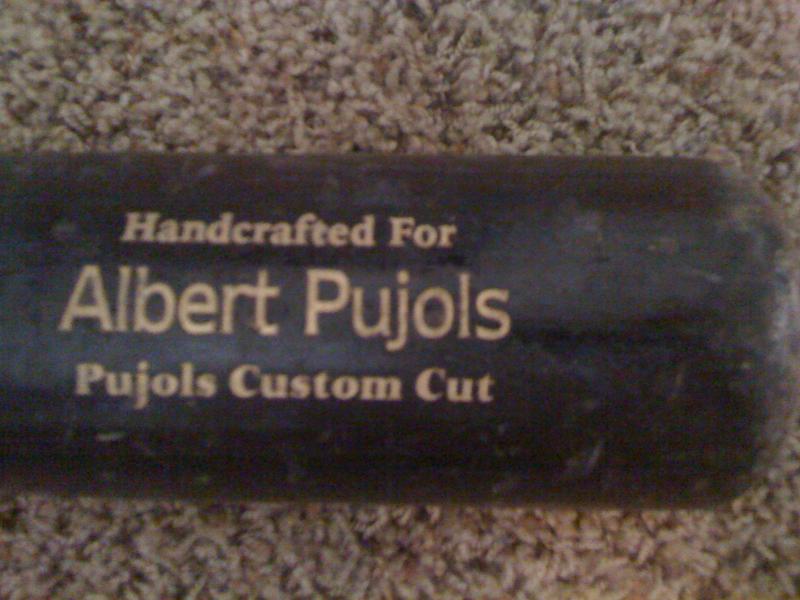 Handcrafted For
Albert Pujols
Pujols Custom Cut